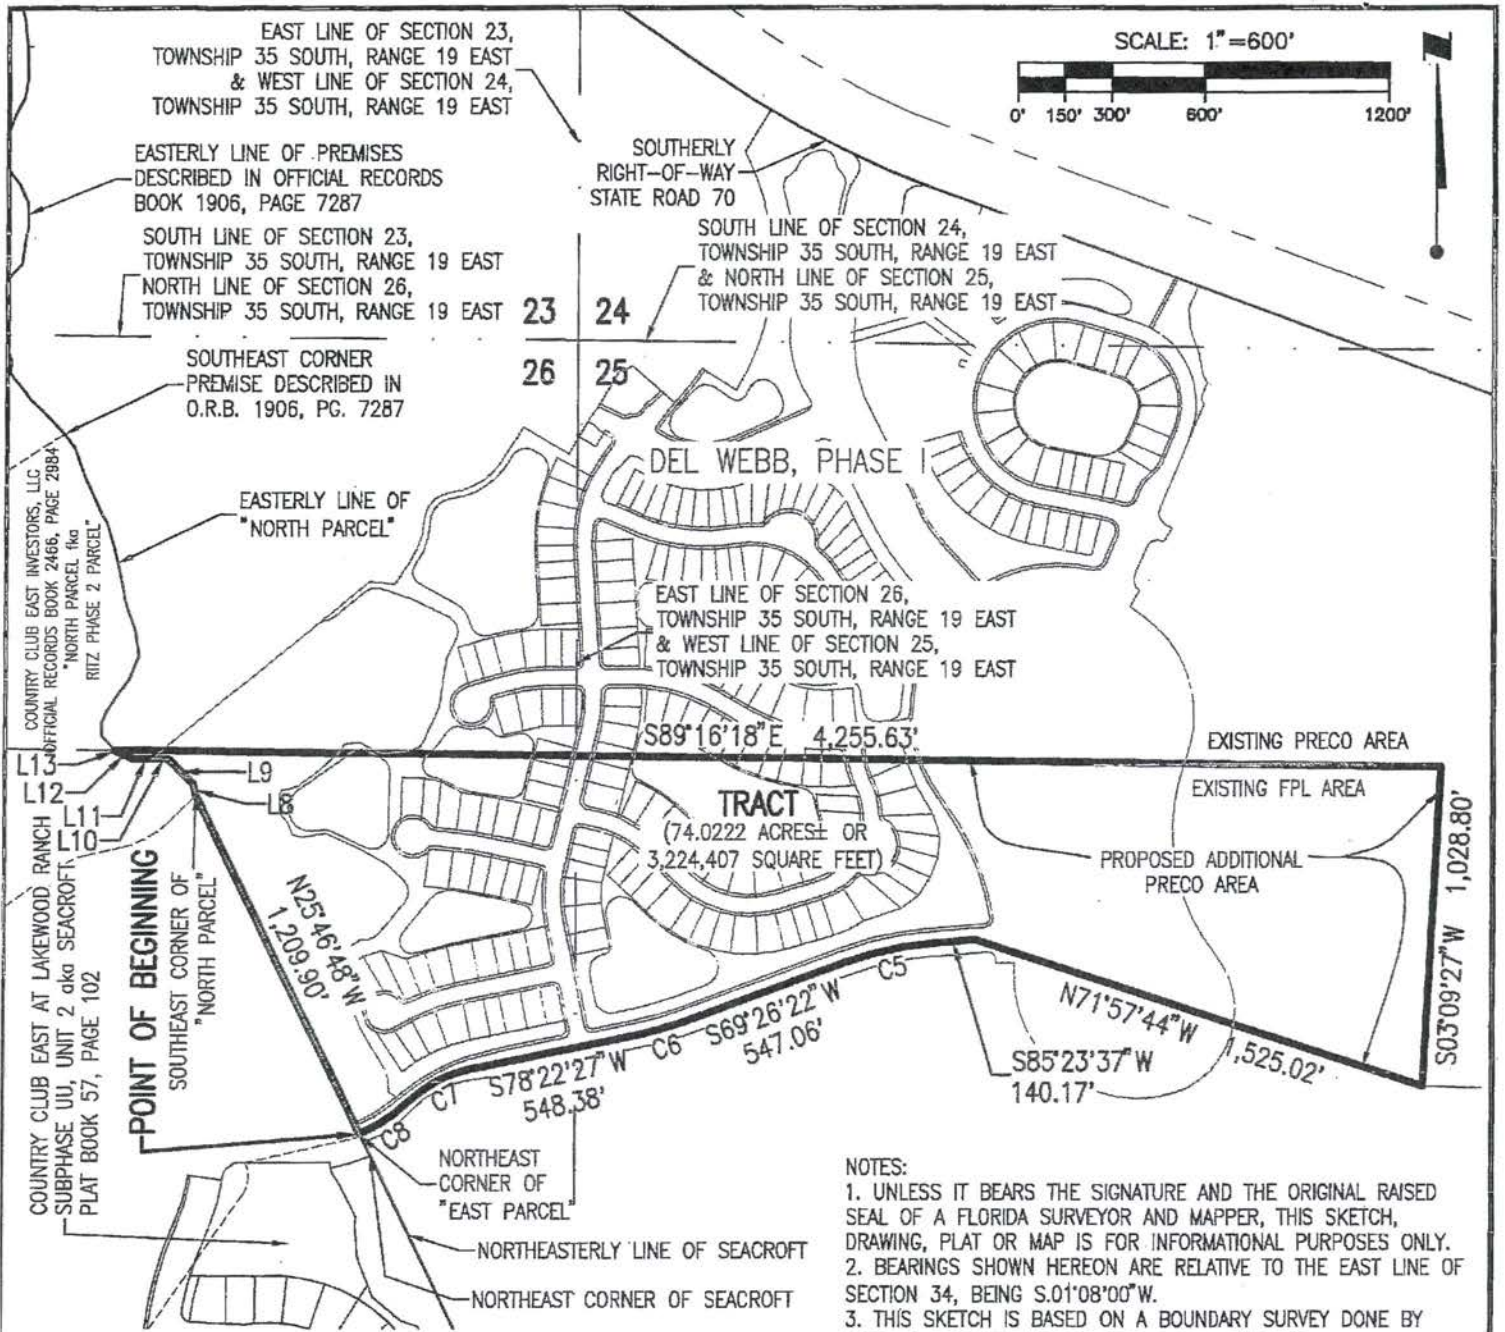 EAST LINE OF SECTION 23,
TOWNSHIP 35 SOUTH, RANGE 19 EAST
& WEST LINE OF SECTION 24,
TOWNSHIP 35 SOUTH, RANGE 19 EAST
SCALE: 1"=600'
0' 150' 300' 600' 1200'
N
EASTERLY LINE OF PREMISES
DESCRIBED IN OFFICIAL RECORDS
BOOK 1906, PAGE 7287
SOUTHERLY
RIGHT-OF-WAY
STATE ROAD 70
SOUTH LINE OF SECTION 23,
TOWNSHIP 35 SOUTH, RANGE 19 EAST
NORTH LINE OF SECTION 26,
TOWNSHIP 35 SOUTH, RANGE 19 EAST
SOUTH LINE OF SECTION 24,
TOWNSHIP 35 SOUTH, RANGE 19 EAST
& NORTH LINE OF SECTION 25,
TOWNSHIP 35 SOUTH, RANGE 19 EAST
23 24
26 25
SOUTHEAST CORNER
PREMISE DESCRIBED IN
O.R.B. 1906, PG. 7287
DEL WEBB, PHASE I
EASTERLY LINE OF
"NORTH PARCEL"
COUNTRY CLUB EAST INVESTORS, LLC
OFFICIAL RECORDS BOOK 2466, PAGE 2984
"NORTH PARCEL fka
RITZ PHASE 2 PARCEL"
EAST LINE OF SECTION 26,
TOWNSHIP 35 SOUTH, RANGE 19 EAST
& WEST LINE OF SECTION 25,
TOWNSHIP 35 SOUTH, RANGE 19 EAST
S89°16'18"E 4,255.63'
EXISTING PRECO AREA
EXISTING FPL AREA
L13
L12
L11
L10
L9
L8
TRACT
(74.0222 ACRES± OR
3,224,407 SQUARE FEET)
PROPOSED ADDITIONAL
PRECO AREA
S03°09'27"W 1,028.80'
COUNTRY CLUB EAST AT LAKEWOOD RANCH
SUBPHASE UU, UNIT 2 aka SEACROFT
PLAT BOOK 57, PAGE 102
POINT OF BEGINNING
SOUTHEAST CORNER OF
"NORTH PARCEL"
N25°46'48"W
1,209.90'
C5
N71°57'44"W 1,525.02'
S69°26'22"W
547.06'
C6
S85°23'37"W
140.17'
S78°22'27"W
548.38'
C7
C8
NORTHEAST
CORNER OF
"EAST PARCEL"
NORTHEASTERLY LINE OF SEACROFT
NORTHEAST CORNER OF SEACROFT
NOTES:
1. UNLESS IT BEARS THE SIGNATURE AND THE ORIGINAL RAISED
SEAL OF A FLORIDA SURVEYOR AND MAPPER, THIS SKETCH,
DRAWING, PLAT OR MAP IS FOR INFORMATIONAL PURPOSES ONLY.
2. BEARINGS SHOWN HEREON ARE RELATIVE TO THE EAST LINE OF
SECTION 34, BEING S.01°08'00"W.
3. THIS SKETCH IS BASED ON A BOUNDARY SURVEY DONE BY